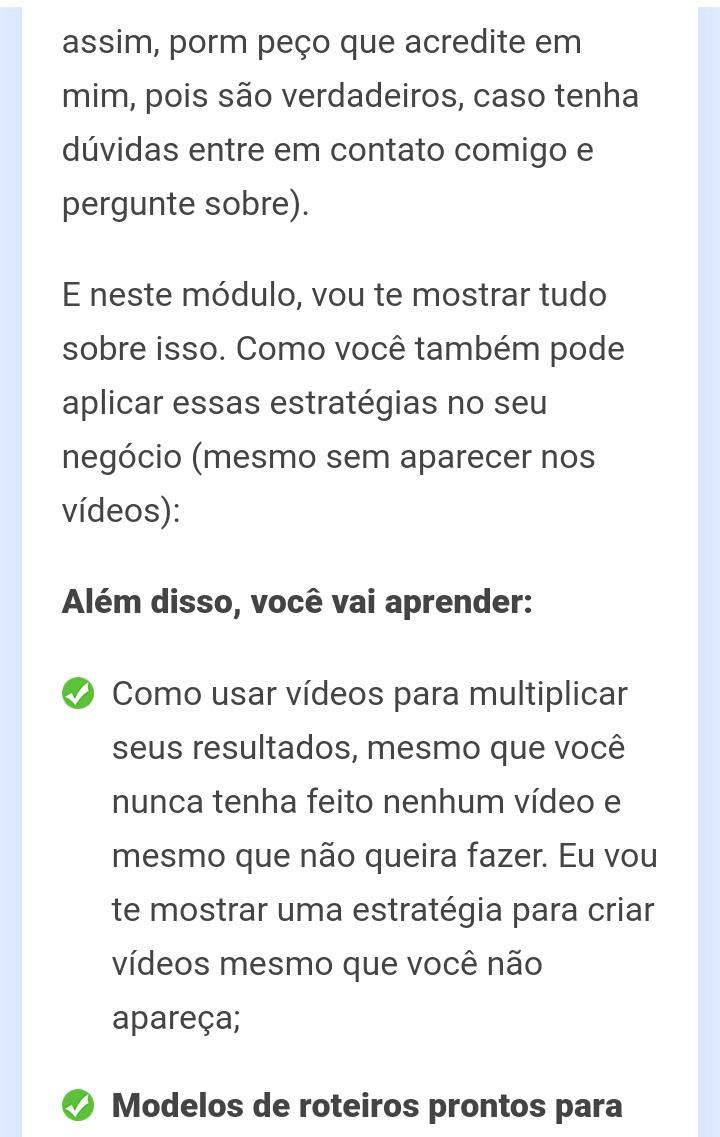 assim, porm peço que acredite em
mim, pois são verdadeiros, caso tenha
dúvidas entre em contato comigo e
pergunte sobre).
E neste módulo, vou te mostrar tudo
sobre isso. Como você também pode
aplicar essas estratégias no seu
negócio (mesmo sem aparecer nos
vídeos):
Além disso, você vai aprender:
Como usar vídeos para multiplicar
seus resultados, mesmo que você
nunca tenha feito nenhum vídeo e
mesmo que não queira fazer. Eu vou
te mostrar uma estratégia para criar
vídeos mesmo que você não
apareça;
Modelos de roteiros prontos para